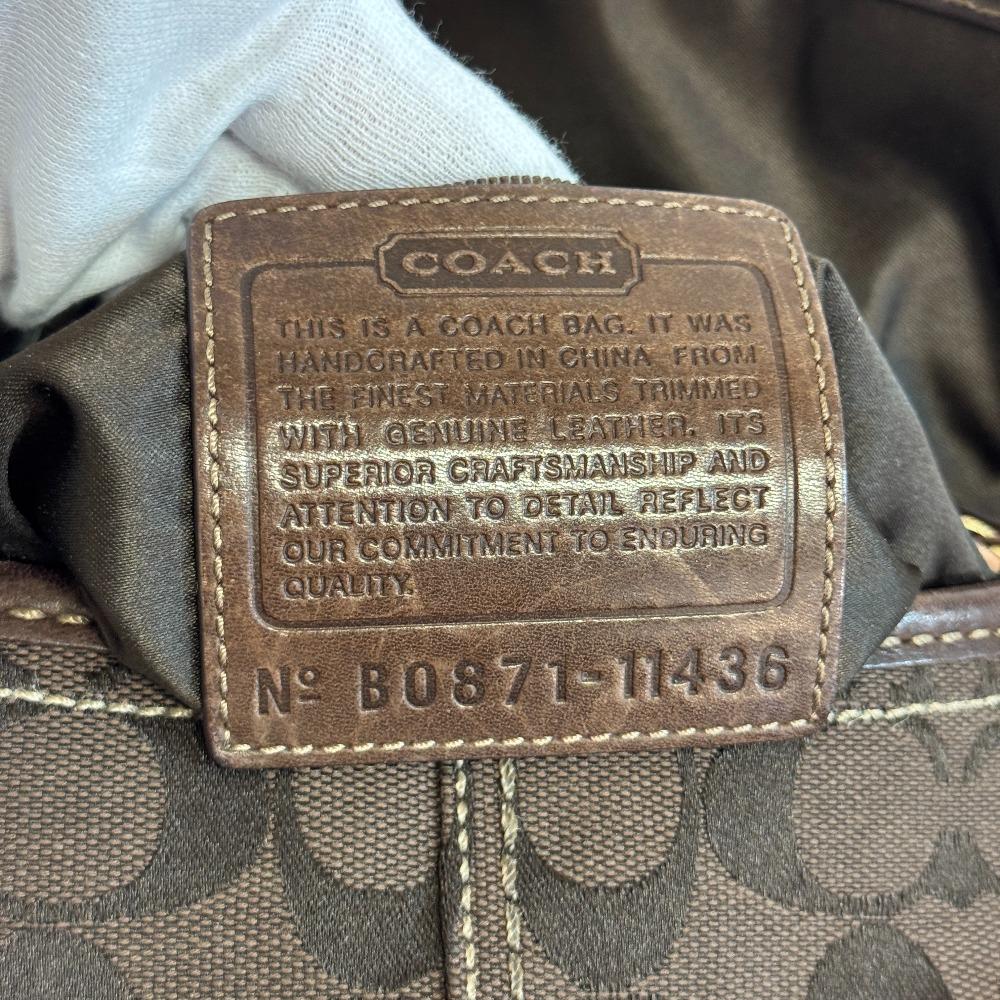 COACH
THIS IS A COACH BAG. IT WAS
HANDCRAFTED IN CHINA FROM
THE FINEST MATERIALS TRIMMED
WITH GENUINE LEATHER. ITS
SUPERIOR CRAFTSMANSHIP AND
ATTENTION TO DETAIL REFLECT
OUR COMMITMENT TO ENDURING
QUALITY.
Nº B0871-11436